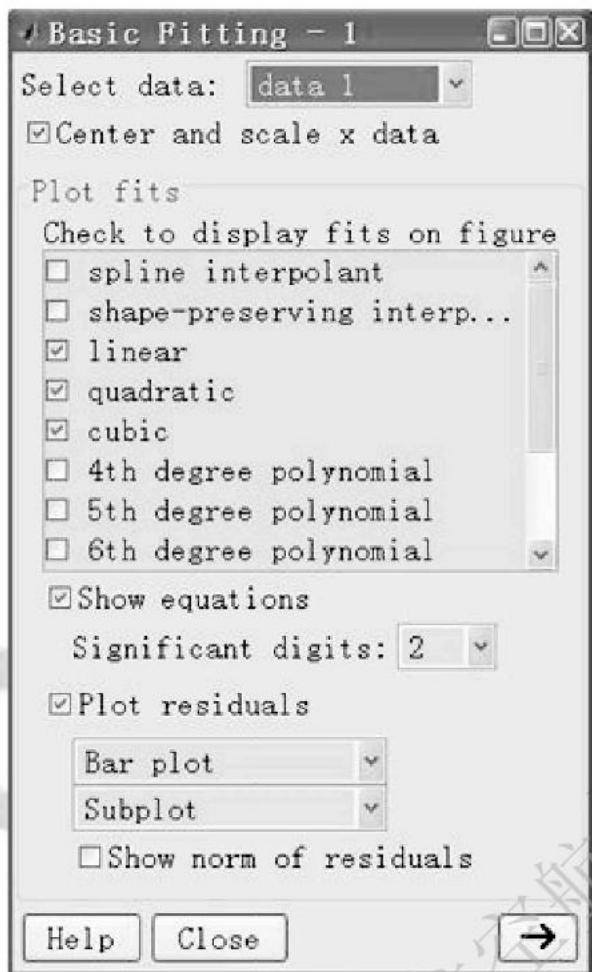 Basic Fitting - 1
Select data: data 1
Center and scale x data
Plot fits
Check to display fits on figure
spline interpolant
shape-preserving interp...
linear
quadratic
cubic
4th degree polynomial
5th degree polynomial
6th degree polynomial
Show equations
Significant digits: 2
Plot residuals
Bar plot
Subplot
Show norm of residuals
Help Close →